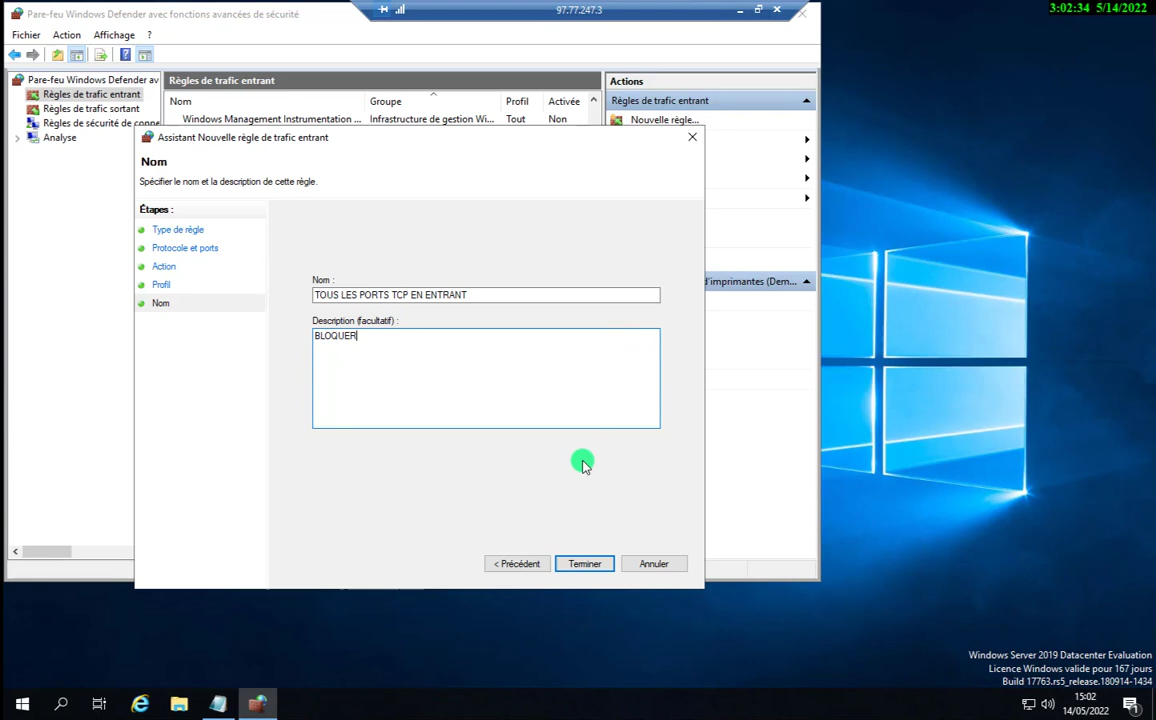 Pare-feu Windows Defender avec fonctions avancées de sécurité
97.77.247.3
3:02:34 5/14/2022
Fichier Action Affichage ?
Pare-feu Windows Defender av
Règles de trafic entrant
Règles de trafic sortant
Règles de sécurité de conne
Analyse
Règles de trafic entrant
Nom Groupe Profil Activée
Windows Management Instrumentation ... Infrastructure de gestion Wi... Tout Non
Actions
Règles de trafic entrant
Nouvelle règle...
d'imprimantes (Dem...
Assistant Nouvelle règle de trafic entrant
Nom
Spécifier le nom et la description de cette règle.
Étapes :
Type de règle
Protocole et ports
Action
Profil
Nom
Nom :
TOUS LES PORTS TCP EN ENTRANT
Description (facultatif) :
BLOQUER
< Précédent Terminer Annuler
Windows Server 2019 Datacenter Evaluation
Licence Windows valide pour 167 jours
Build 17763.rs5_release.180914-1434
15:02
14/05/2022
1